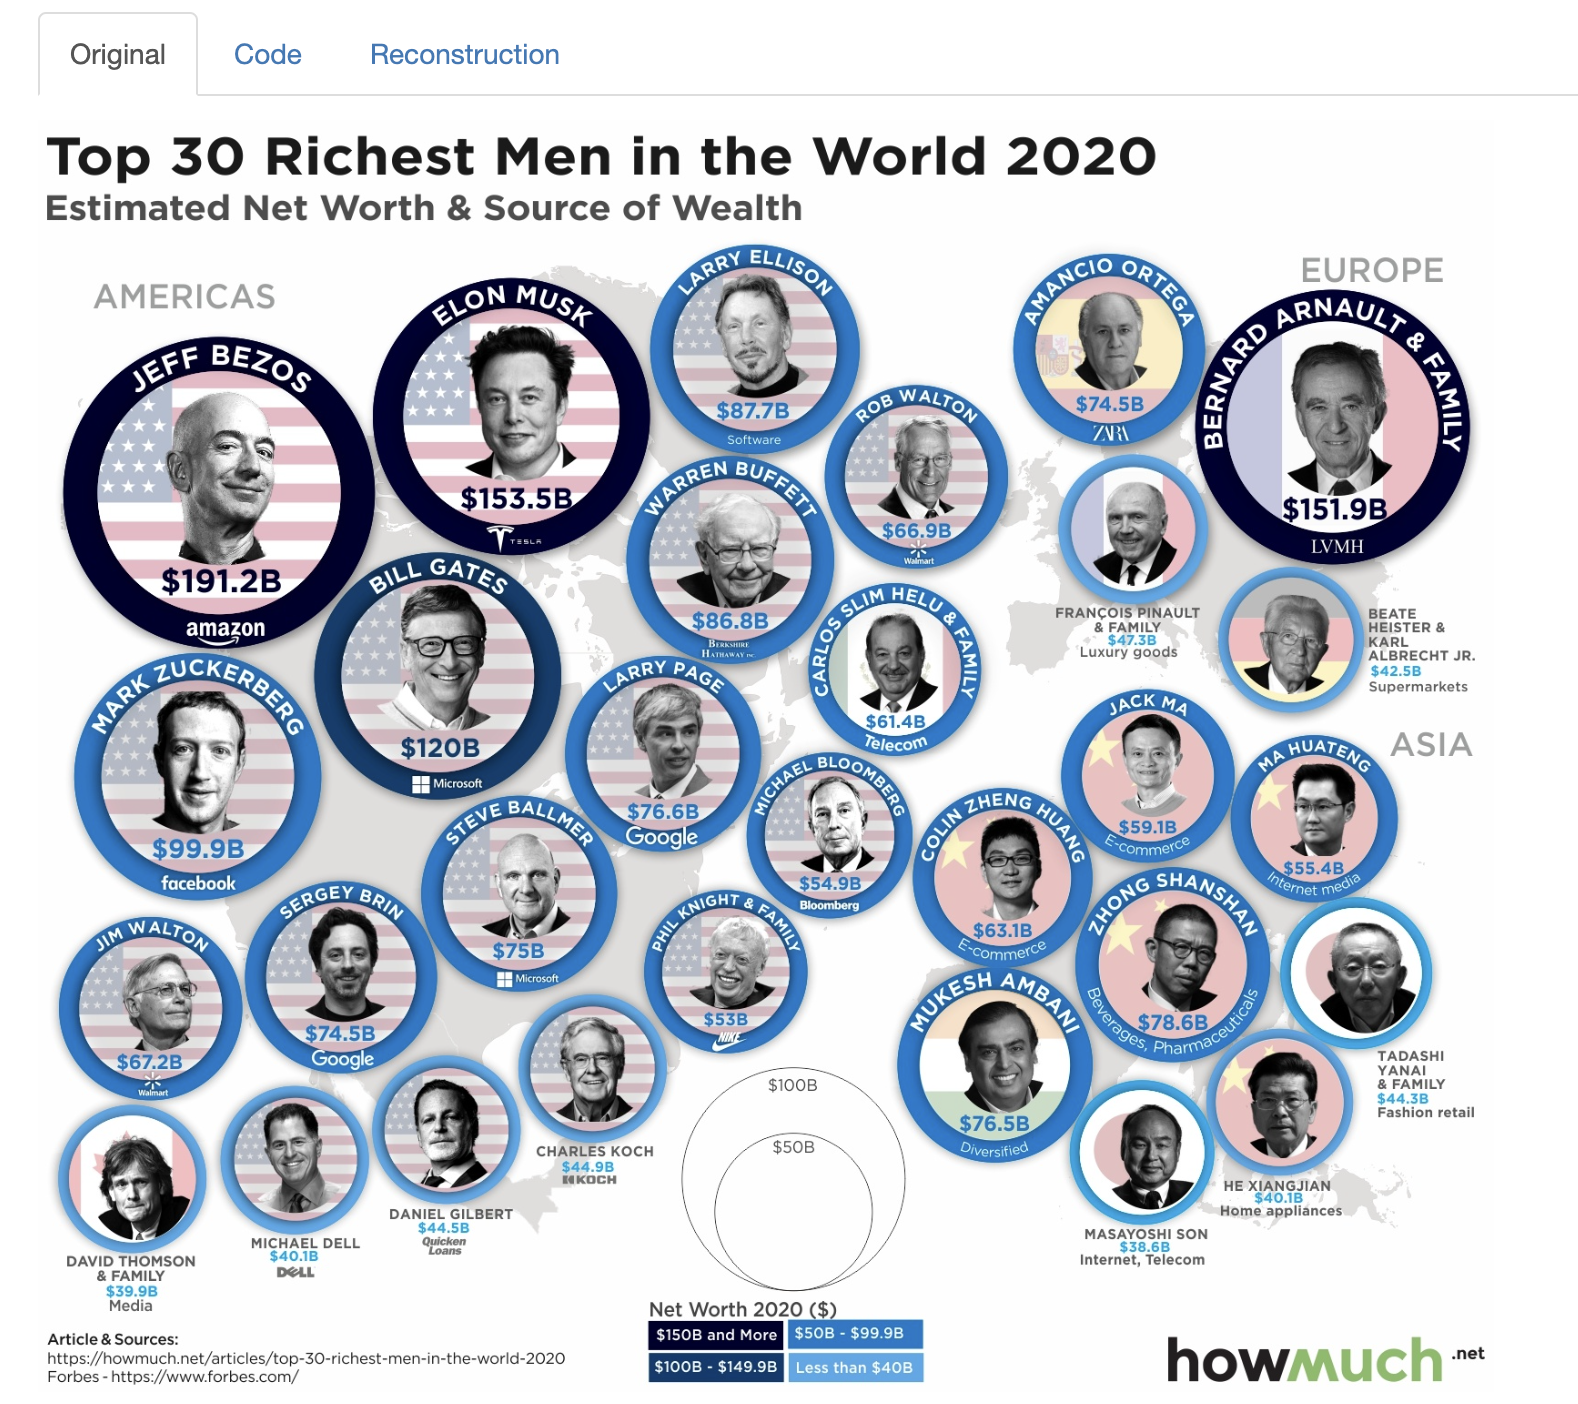 Original
Code
Reconstruction
Top 30 Richest Men in the World 2020
Estimated Net Worth & Source of Wealth
AMERICAS
JEFF BEZOS
$191.2B
amazon
ELON MUSK
$153.5B
TESLA
LARRY ELLISON
$87.7B
Software
ROB WALTON
$66.9B
Walmart
WARREN BUFFETT
$86.8B
BERKSHIRE
HATHAWAY INC.
BILL GATES
$120B
Microsoft
CARLOS SLIM HELU & FAMILY
$61.4B
Telecom
MARK ZUCKERBERG
$99.9B
facebook
LARRY PAGE
$76.6B
Google
MICHAEL BLOOMBERG
$54.9B
Bloomberg
STEVE BALLMER
$75B
Microsoft
SERGEY BRIN
$74.5B
Google
PHIL KNIGHT & FAMILY
$53B
NIKE
JIM WALTON
$67.2B
Walmart
CHARLES KOCH
$44.9B
KOCH
DANIEL GILBERT
$44.5B
Quicken
Loans
MICHAEL DELL
$40.1B
DELL
DAVID THOMSON
& FAMILY
$39.9B
Media
EUROPE
AMANCIO ORTEGA
$74.5B
ZARA
BERNARD ARNAULT & FAMILY
$151.9B
LVMH
FRANÇOIS PINAULT
& FAMILY
$47.3B
Luxury goods
BEATE
HEISTER &
KARL
ALBRECHT JR.
$42.5B
Supermarkets
ASIA
JACK MA
$59.1B
E-commerce
MA HUATENG
$55.4B
Internet media
COLIN ZHENG HUANG
$63.1B
E-commerce
ZHONG SHANSHAN
$78.6B
Beverages, Pharmaceuticals
MUKESH AMBANI
$76.5B
Diversified
TADASHI
YANAI
& FAMILY
$44.3B
Fashion retail
HE XIANGJIAN
$40.1B
Home appliances
MASAYOSHI SON
$38.6B
Internet, Telecom
$100B
$50B
Net Worth 2020 ($)
$150B and More
$50B - $99.9B
$100B - $149.9B
Less than $40B
Article & Sources:
https://howmuch.net/articles/top-30-richest-men-in-the-world-2020
Forbes - https://www.forbes.com/
howmuch.net